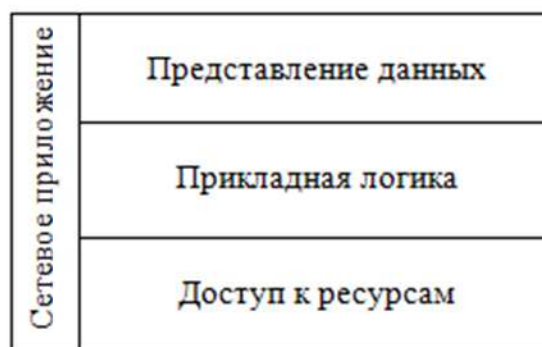 Сетевое приложение
Представление данных
Прикладная логика
Доступ к ресурсам